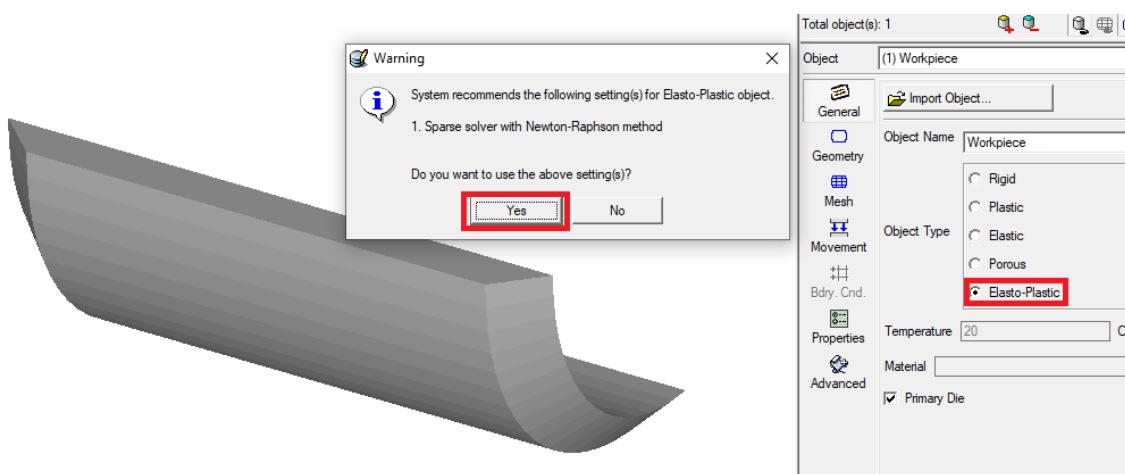 Total object(s): 1
Warning
Object
(1) Workpiece
System recommends the following setting(s) for Elasto-Plastic object.
1. Sparse solver with Newton-Raphson method
Do you want to use the above setting(s)?
Yes
No
General
Geometry
Mesh
Movement
Bdry. Cnd.
Properties
Advanced
Import Object...
Object Name
Workpiece
Object Type
Rigid
Plastic
Elastic
Porous
Elasto-Plastic
Temperature
20
Material
Primary Die